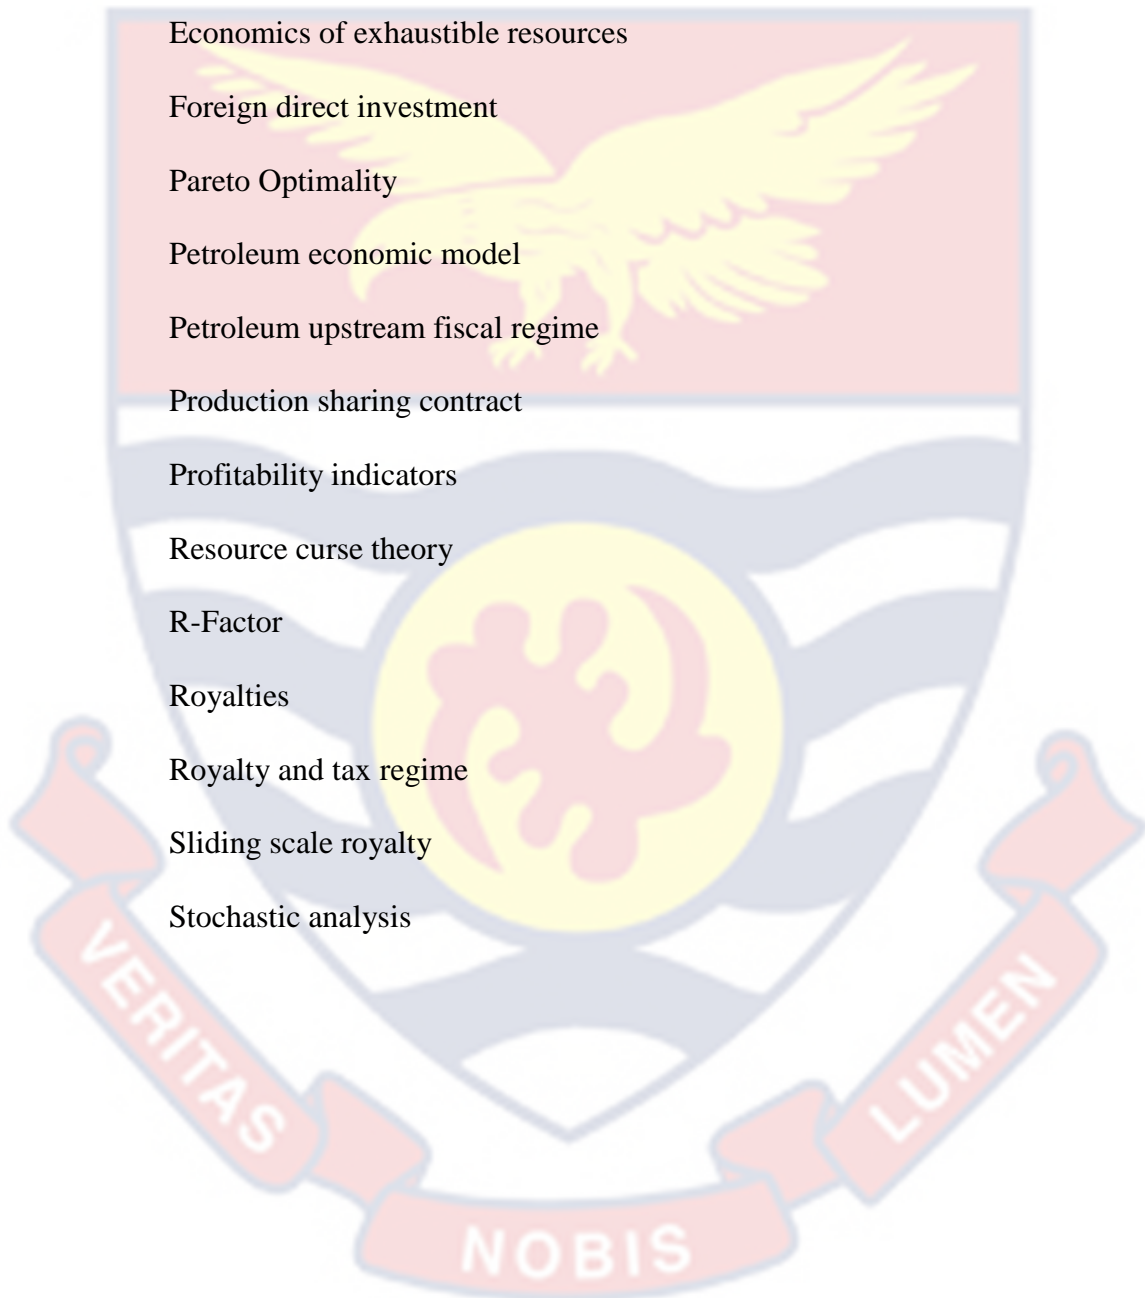 Economics of exhaustible resources
Foreign direct investment
Pareto Optimality
Petroleum economic model
Petroleum upstream fiscal regime
Production sharing contract
Profitability indicators
Resource curse theory
R-Factor
Royalties
Royalty and tax regime
Sliding scale royalty
Stochastic analysis
VERITAS
NOBIS
LUMEN